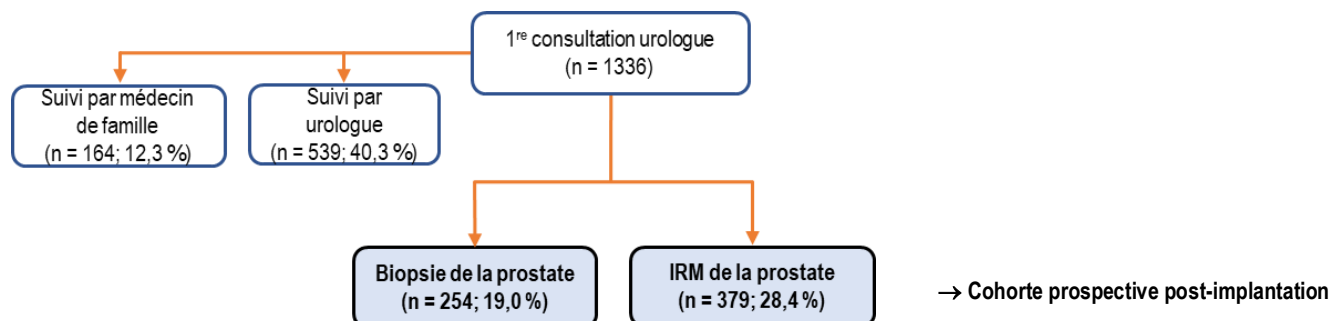 1re consultation urologue
(n = 1336)
Suivi par médecin
de famille
(n = 164; 12,3 %)
Suivi par
urologue
(n = 539; 40,3 %)
Biopsie de la prostate
(n = 254; 19,0 %)
IRM de la prostate
(n = 379; 28,4 %)
→ Cohorte prospective post-implantation